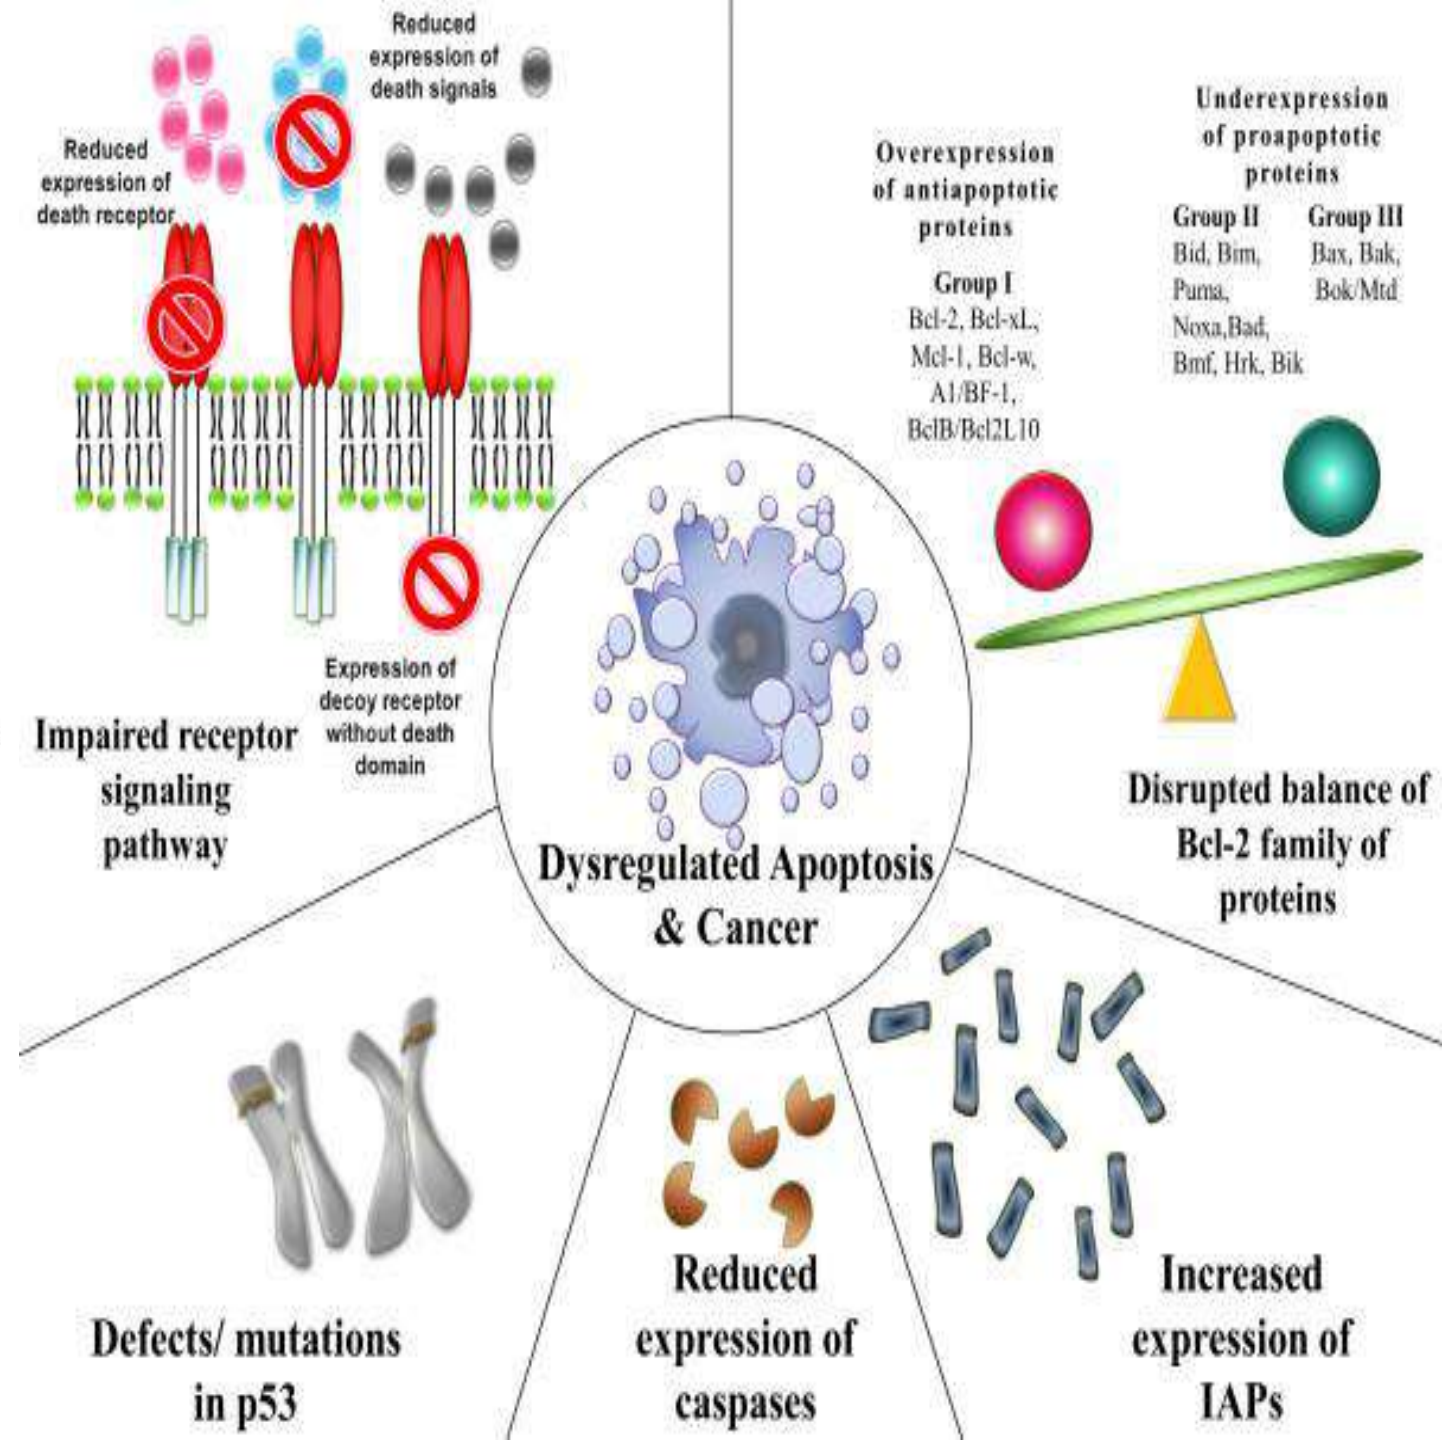 Reduced
expression of
death signals
Reduced
expression of
death receptor
Expression of
decoy receptor
without death
domain
Impaired receptor
signaling
pathway
Overexpression
of antiapoptotic
proteins
Group I
Bcl-2, Bcl-xL,
Mcl-1, Bcl-w,
A1/BF-1,
BclB/Bcl2L10
Underexpression
of proapoptotic
proteins
Group II
Bid, Bim,
Puma,
Noxa,Bad,
Bmf, Hrk, Bik
Group III
Bax, Bak,
Bok/Mtd
Disrupted balance of
Bcl-2 family of
proteins
Dysregulated Apoptosis
& Cancer
Defects/ mutations
in p53
Reduced
expression of
caspases
Increased
expression of
IAPs